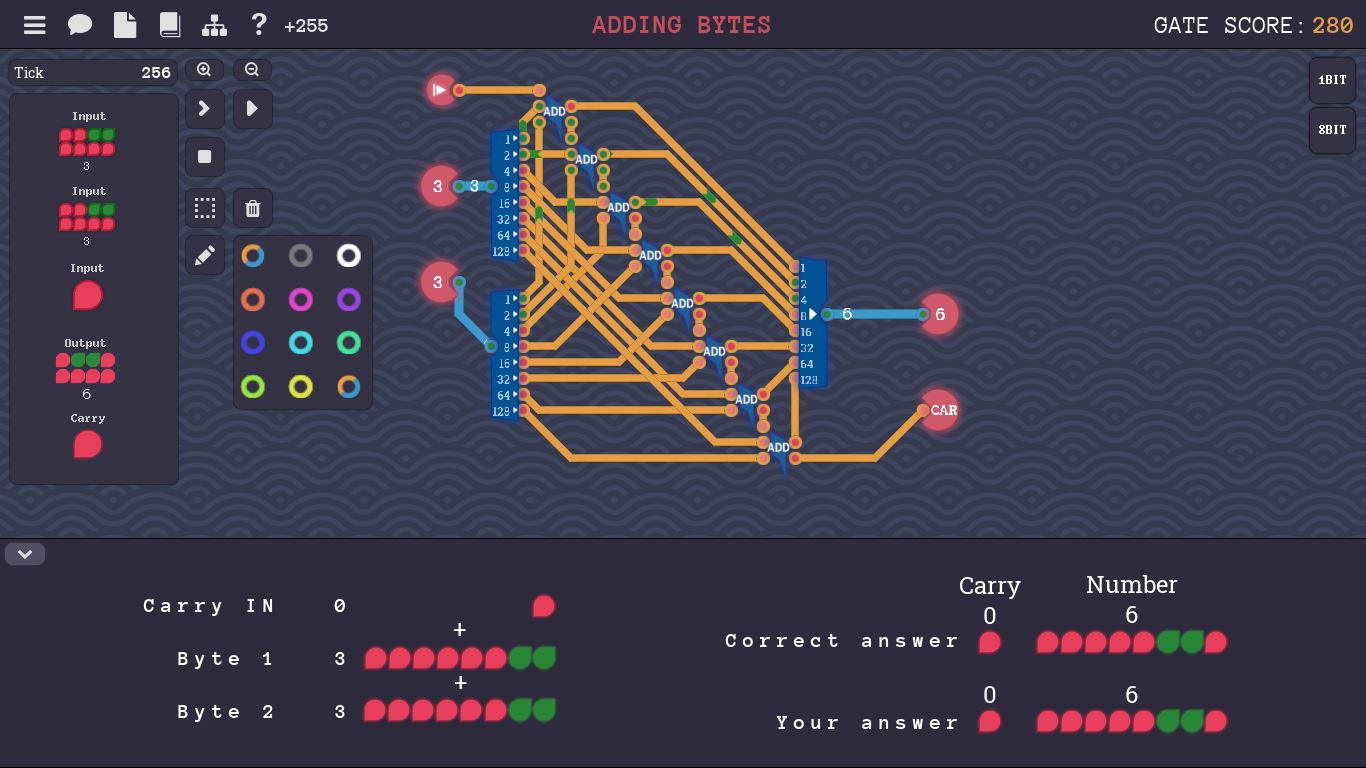 ? +255
ADDING BYTES
GATE SCORE: 280
Tick 256
1BIT
8BIT
Input
3
Input
3
Input
Output
6
Carry
ADD
ADD
ADD
ADD
ADD
ADD
ADD
ADD
1
2
4
8
16
32
64
128
3
3
3
1
2
4
8
16
32
64
128
1
2
4
8
16
32
64
128
6
6
CAR
Carry IN 0
+
Byte 1 3
+
Byte 2 3
Carry Number
0 6
Correct answer
0 6
Your answer